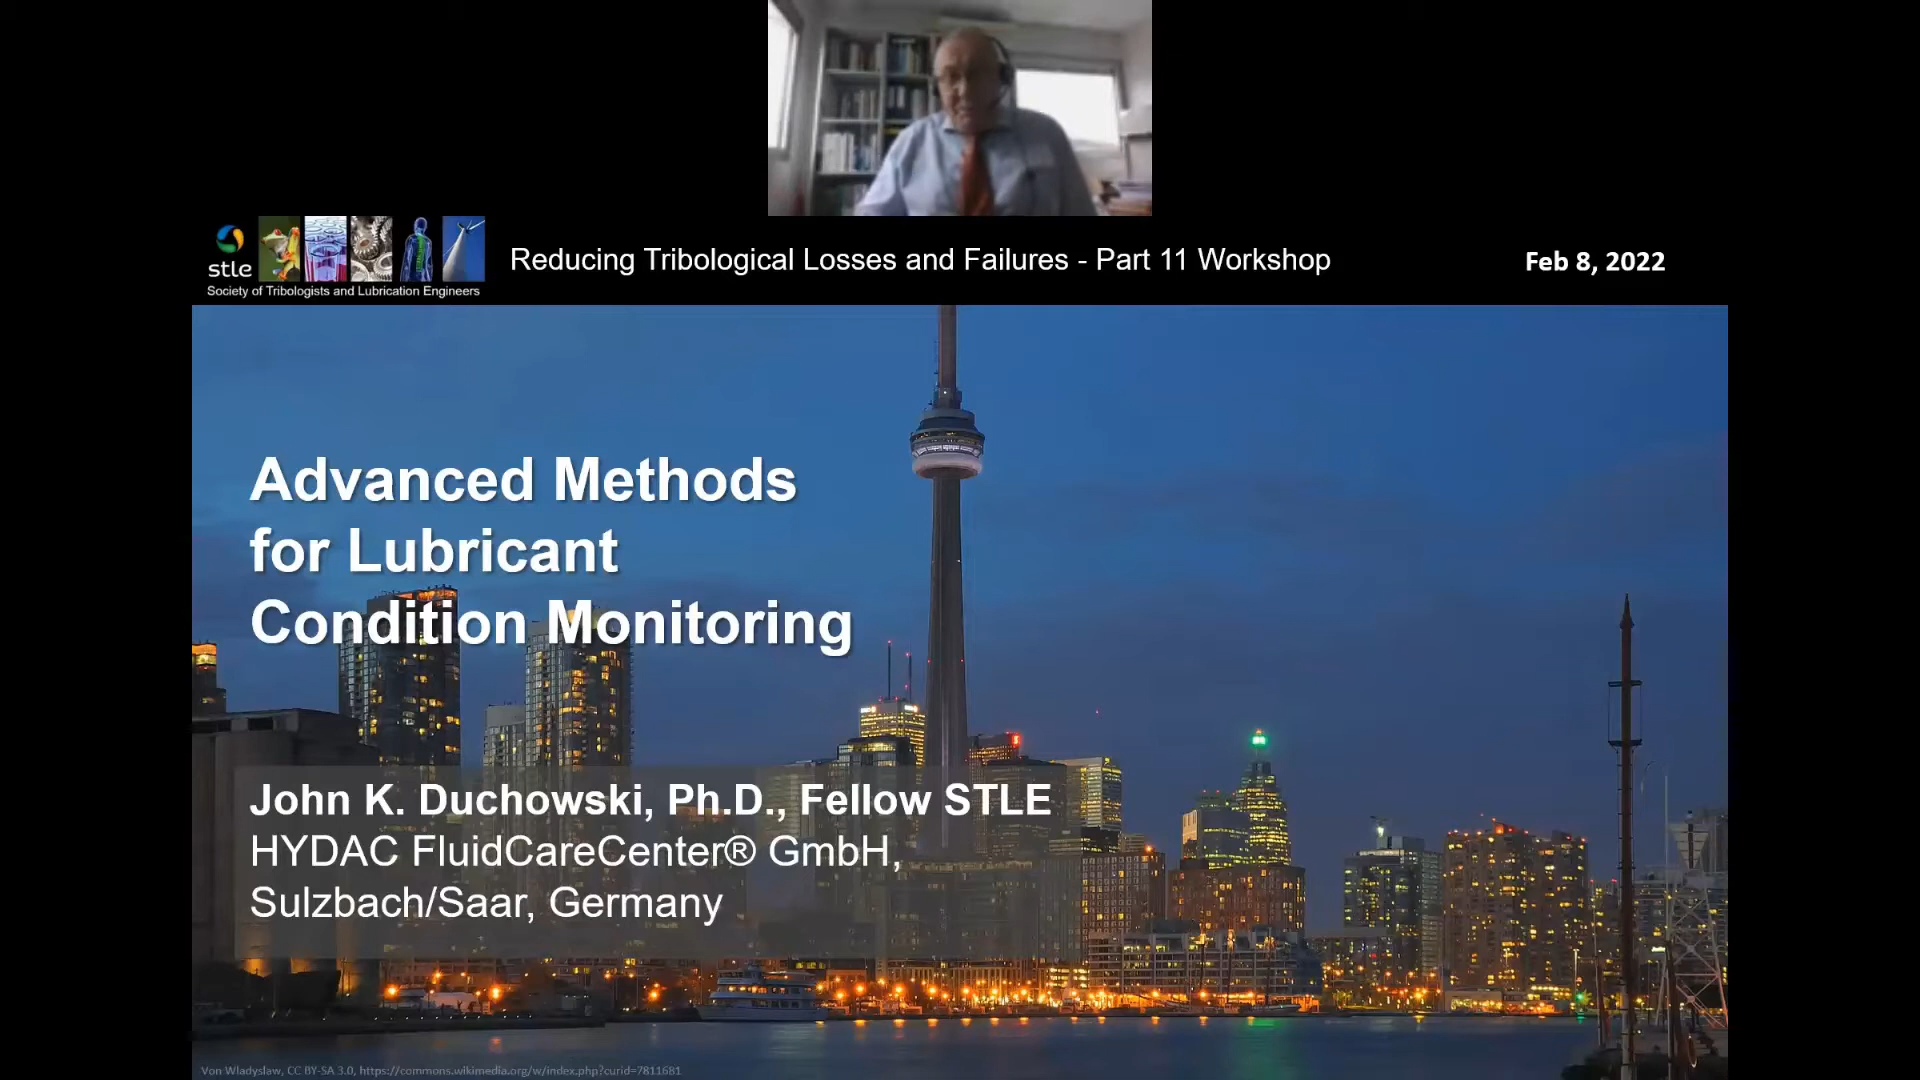 stle
Society of Tribologists and Lubrication Engineers
Reducing Tribological Losses and Failures - Part 11 Workshop
Feb 8, 2022
Advanced Methods
for Lubricant
Condition Monitoring
John K. Duchowski, Ph.D., Fellow STLE
HYDAC FluidCareCenter® GmbH,
Sulzbach/Saar, Germany
Von Wladyslaw, CC BY-SA 3.0, https://commons.wikimedia.org/w/index.php?curid=7811681